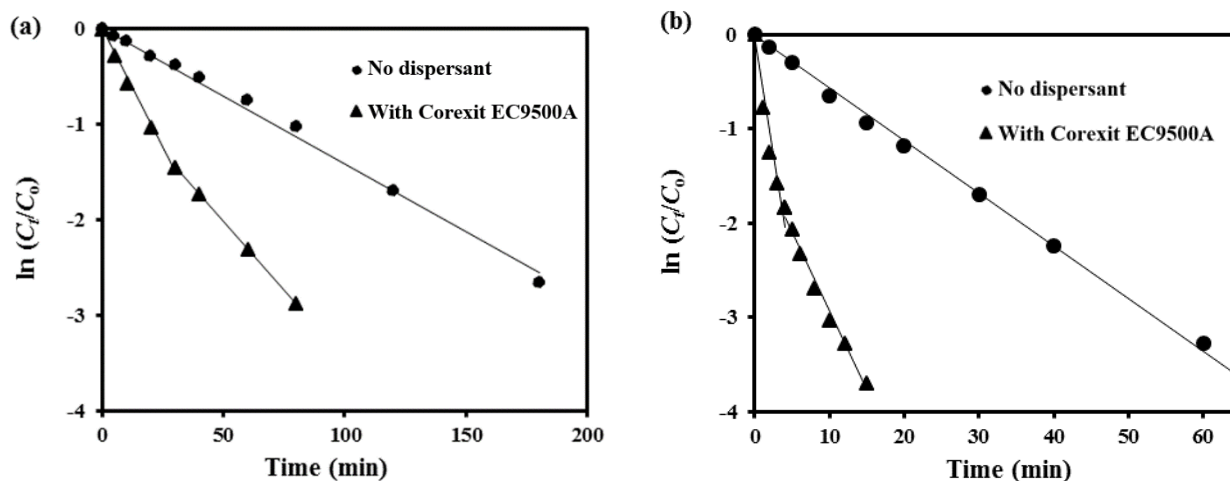 (a)
0
-1
-2
-3
-4
ln (Ct/Co)
No dispersant
With Corexit EC9500A
0 50 100 150 200
Time (min)
(b)
0
-1
-2
-3
-4
ln (Ct/Co)
No dispersant
With Corexit EC9500A
0 10 20 30 40 50 60
Time (min)